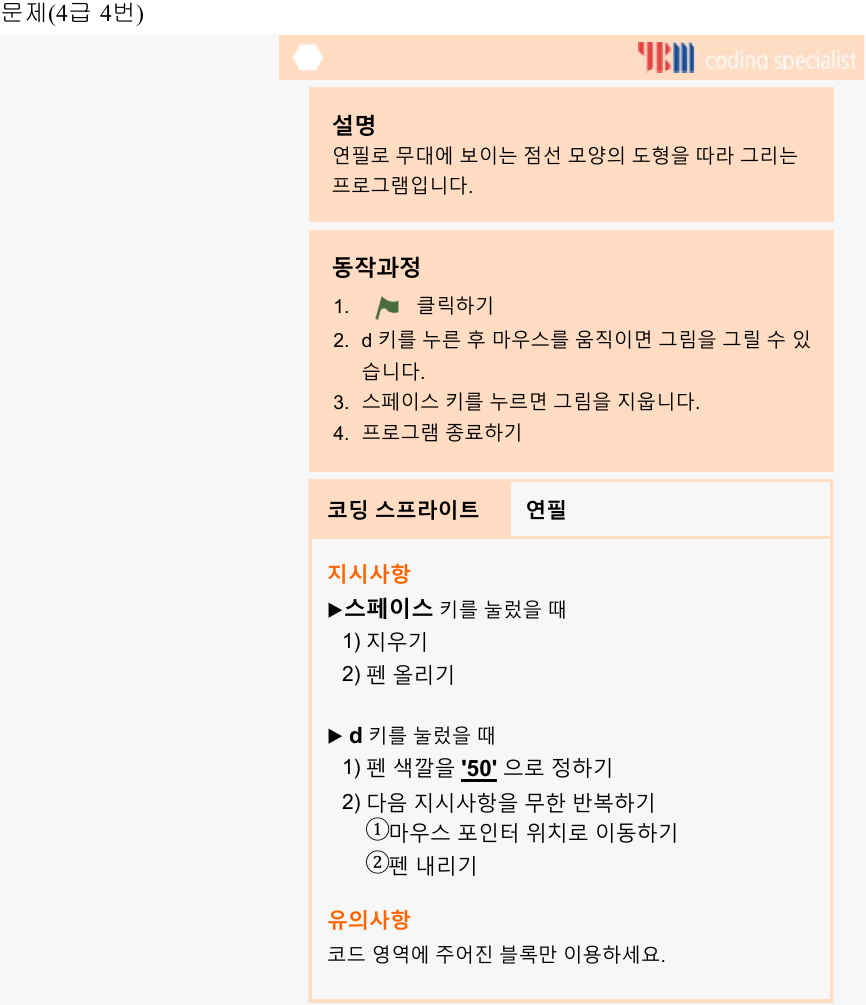 문제(4급 4번)
YBM coding specialist
설명
연필로 무대에 보이는 점선 모양의 도형을 따라 그리는
프로그램입니다.
동작과정
1. 클릭하기
2. d 키를 누른 후 마우스를 움직이면 그림을 그릴 수 있
습니다.
3. 스페이스 키를 누르면 그림을 지웁니다.
4. 프로그램 종료하기
코딩 스프라이트 연필
지시사항
▶스페이스 키를 눌렀을 때
1) 지우기
2) 펜 올리기
▶ d 키를 눌렀을 때
1) 펜 색깔을 '50' 으로 정하기
2) 다음 지시사항을 무한 반복하기
①마우스 포인터 위치로 이동하기
②펜 내리기
유의사항
코드 영역에 주어진 블록만 이용하세요.